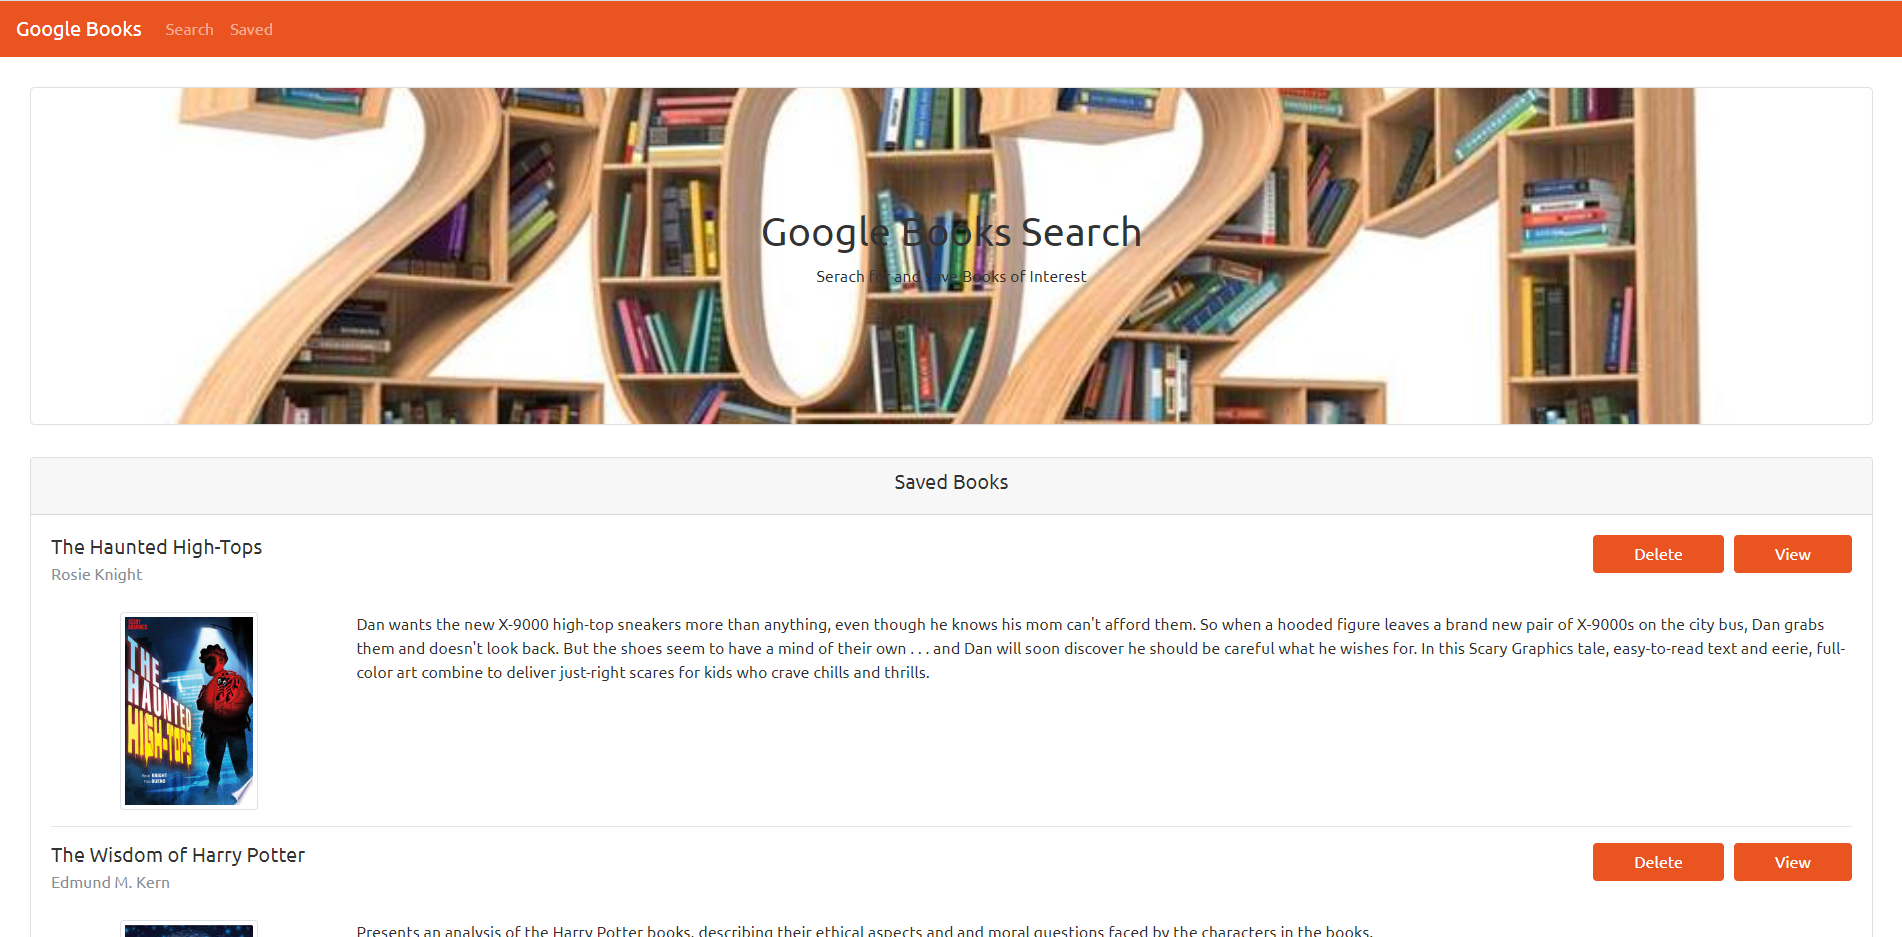 Google Books Search Saved
2021
Google Books Search
Serach for and Save Books of Interest
Saved Books
The Haunted High-Tops
Delete View
Rosie Knight
SCARY
GRAPHICS
THE
HAUNTED
HIGH-TOPS
KNIGHT
BUENO
Dan wants the new X-9000 high-top sneakers more than anything, even though he knows his mom can't afford them. So when a hooded figure leaves a brand new pair of X-9000s on the city bus, Dan grabs
them and doesn't look back. But the shoes seem to have a mind of their own . . . and Dan will soon discover he should be careful what he wishes for. In this Scary Graphics tale, easy-to-read text and eerie, full-
color art combine to deliver just-right scares for kids who crave chills and thrills.
The Wisdom of Harry Potter
Delete View
Edmund M. Kern
Presents an analysis of the Harry Potter books, describing their ethical aspects and and moral questions faced by the characters in the books.